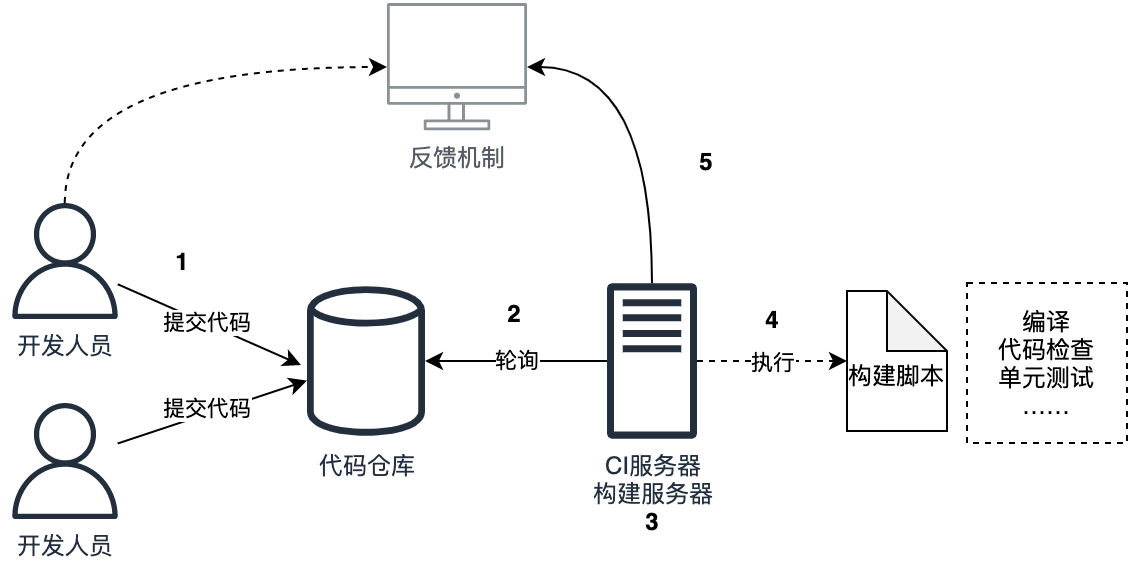 反馈机制
5
1
提交代码
开发人员
2
轮询
4
执行
构建脚本
编译
代码检查
单元测试
……
提交代码
代码仓库
CI服务器
构建服务器
3
开发人员